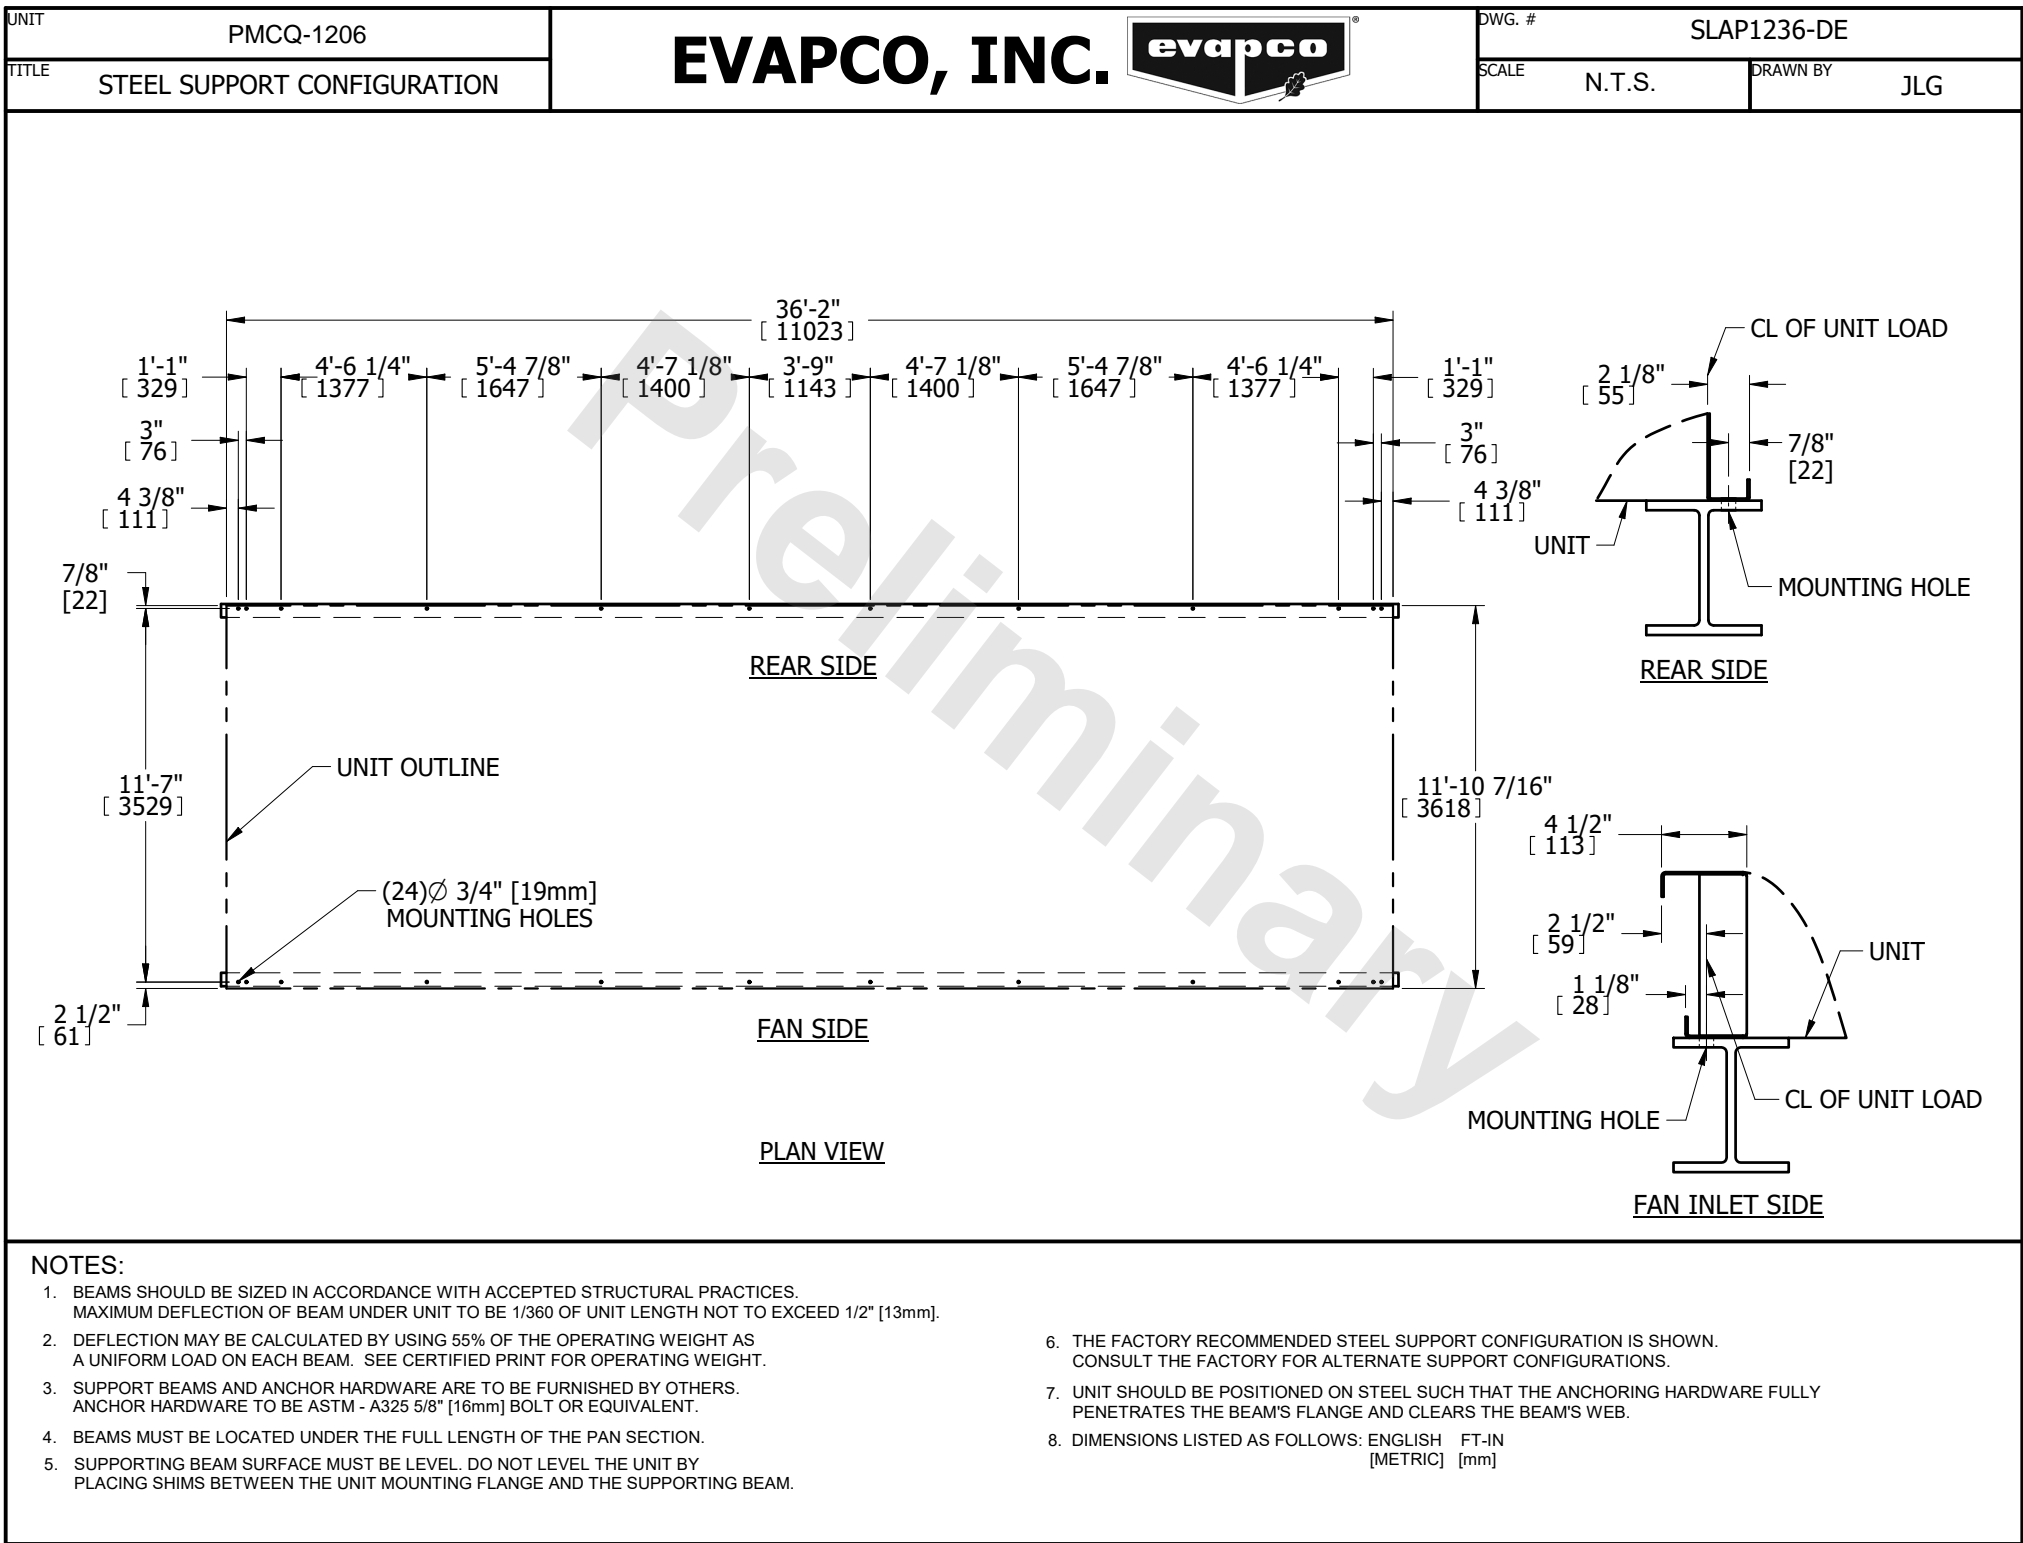 UNIT
PMCQ-1206
TITLE
STEEL SUPPORT CONFIGURATION
EVAPCO, INC.
evapco
®
DWG. #
SLAP1236-DE
SCALE
N.T.S.
DRAWN BY
JLG
36'-2"
[ 11023 ]
1'-1"
[ 329 ]
4'-6 1/4"
[ 1377 ]
5'-4 7/8"
[ 1647 ]
4'-7 1/8"
[ 1400 ]
3'-9"
[ 1143 ]
4'-7 1/8"
[ 1400 ]
5'-4 7/8"
[ 1647 ]
4'-6 1/4"
[ 1377 ]
1'-1"
[ 329 ]
3"
[ 76 ]
3"
[ 76 ]
4 3/8"
[ 111 ]
4 3/8"
[ 111 ]
7/8"
[22]
REAR SIDE
UNIT OUTLINE
11'-7"
[ 3529 ]
11'-10 7/16"
[ 3618 ]
(24)∅ 3/4" [19mm]
MOUNTING HOLES
2 1/2"
[ 61 ]
FAN SIDE
PLAN VIEW
Preliminary
CL OF UNIT LOAD
2 1/8"
[ 55 ]
7/8"
[22]
UNIT
MOUNTING HOLE
REAR SIDE
4 1/2"
[ 113 ]
2 1/2"
[ 59 ]
UNIT
1 1/8"
[ 28 ]
CL OF UNIT LOAD
MOUNTING HOLE
FAN INLET SIDE
NOTES:
1. BEAMS SHOULD BE SIZED IN ACCORDANCE WITH ACCEPTED STRUCTURAL PRACTICES.
MAXIMUM DEFLECTION OF BEAM UNDER UNIT TO BE 1/360 OF UNIT LENGTH NOT TO EXCEED 1/2" [13mm].
2. DEFLECTION MAY BE CALCULATED BY USING 55% OF THE OPERATING WEIGHT AS
A UNIFORM LOAD ON EACH BEAM. SEE CERTIFIED PRINT FOR OPERATING WEIGHT.
3. SUPPORT BEAMS AND ANCHOR HARDWARE ARE TO BE FURNISHED BY OTHERS.
ANCHOR HARDWARE TO BE ASTM - A325 5/8" [16mm] BOLT OR EQUIVALENT.
4. BEAMS MUST BE LOCATED UNDER THE FULL LENGTH OF THE PAN SECTION.
5. SUPPORTING BEAM SURFACE MUST BE LEVEL. DO NOT LEVEL THE UNIT BY
PLACING SHIMS BETWEEN THE UNIT MOUNTING FLANGE AND THE SUPPORTING BEAM.
6. THE FACTORY RECOMMENDED STEEL SUPPORT CONFIGURATION IS SHOWN.
CONSULT THE FACTORY FOR ALTERNATE SUPPORT CONFIGURATIONS.
7. UNIT SHOULD BE POSITIONED ON STEEL SUCH THAT THE ANCHORING HARDWARE FULLY
PENETRATES THE BEAM'S FLANGE AND CLEARS THE BEAM'S WEB.
8. DIMENSIONS LISTED AS FOLLOWS: ENGLISH FT-IN
[METRIC] [mm]